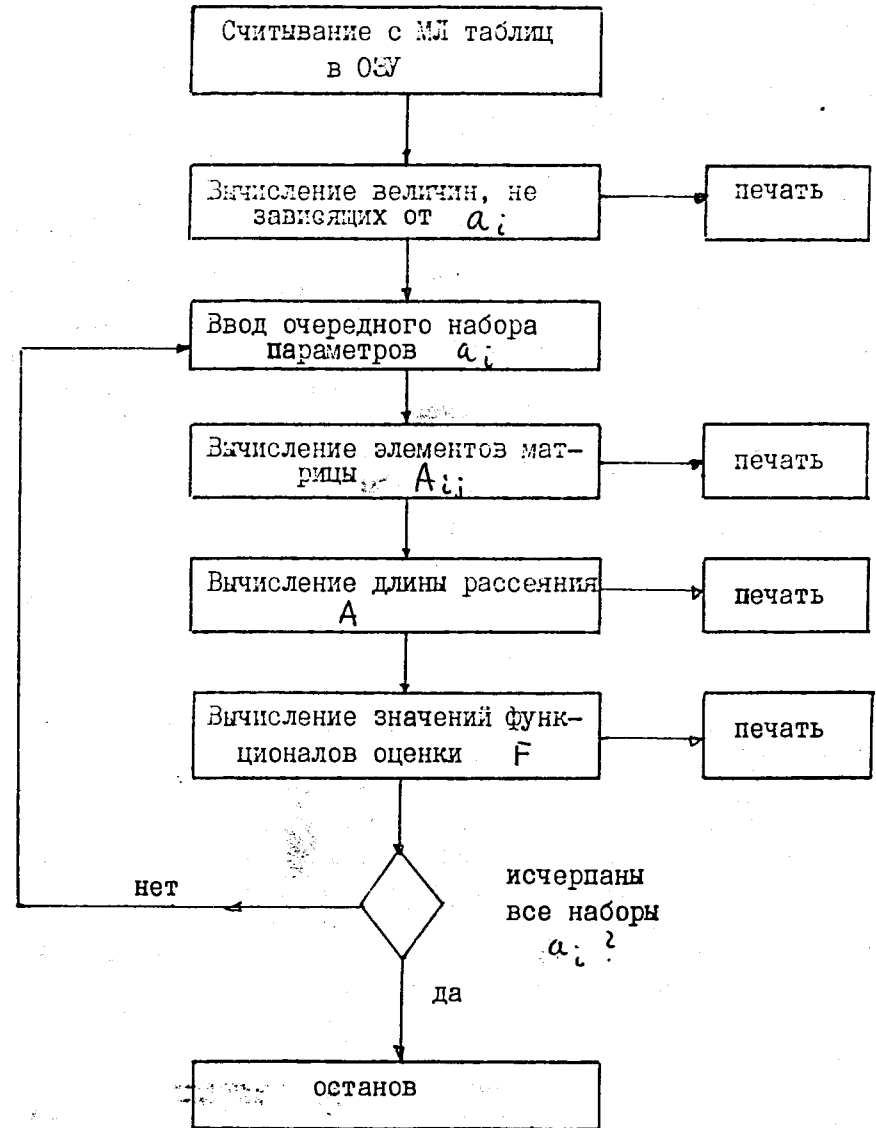 Считывание с МЛ таблиц
в ОЗУ
Вычисление величин, не
зависящих от a_i
печать
Ввод очередного набора
параметров a_i
Вычисление элементов мат-
рицы A_ij
печать
Вычисление длины рассеяния
A
печать
Вычисление значений функ-
ционалов оценки F
печать
исчерпаны
все наборы
a_i ?
нет
да
останов